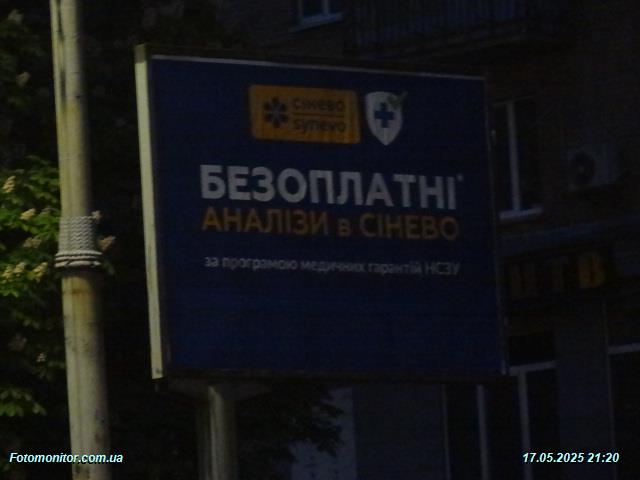 сінево
synevo
БЕЗОПЛАТНІ*
АНАЛІЗИ в СІНЕВО
за програмою медичних гарантій НСЗУ
Fotomonitor.com.ua
17.05.2025 21:20